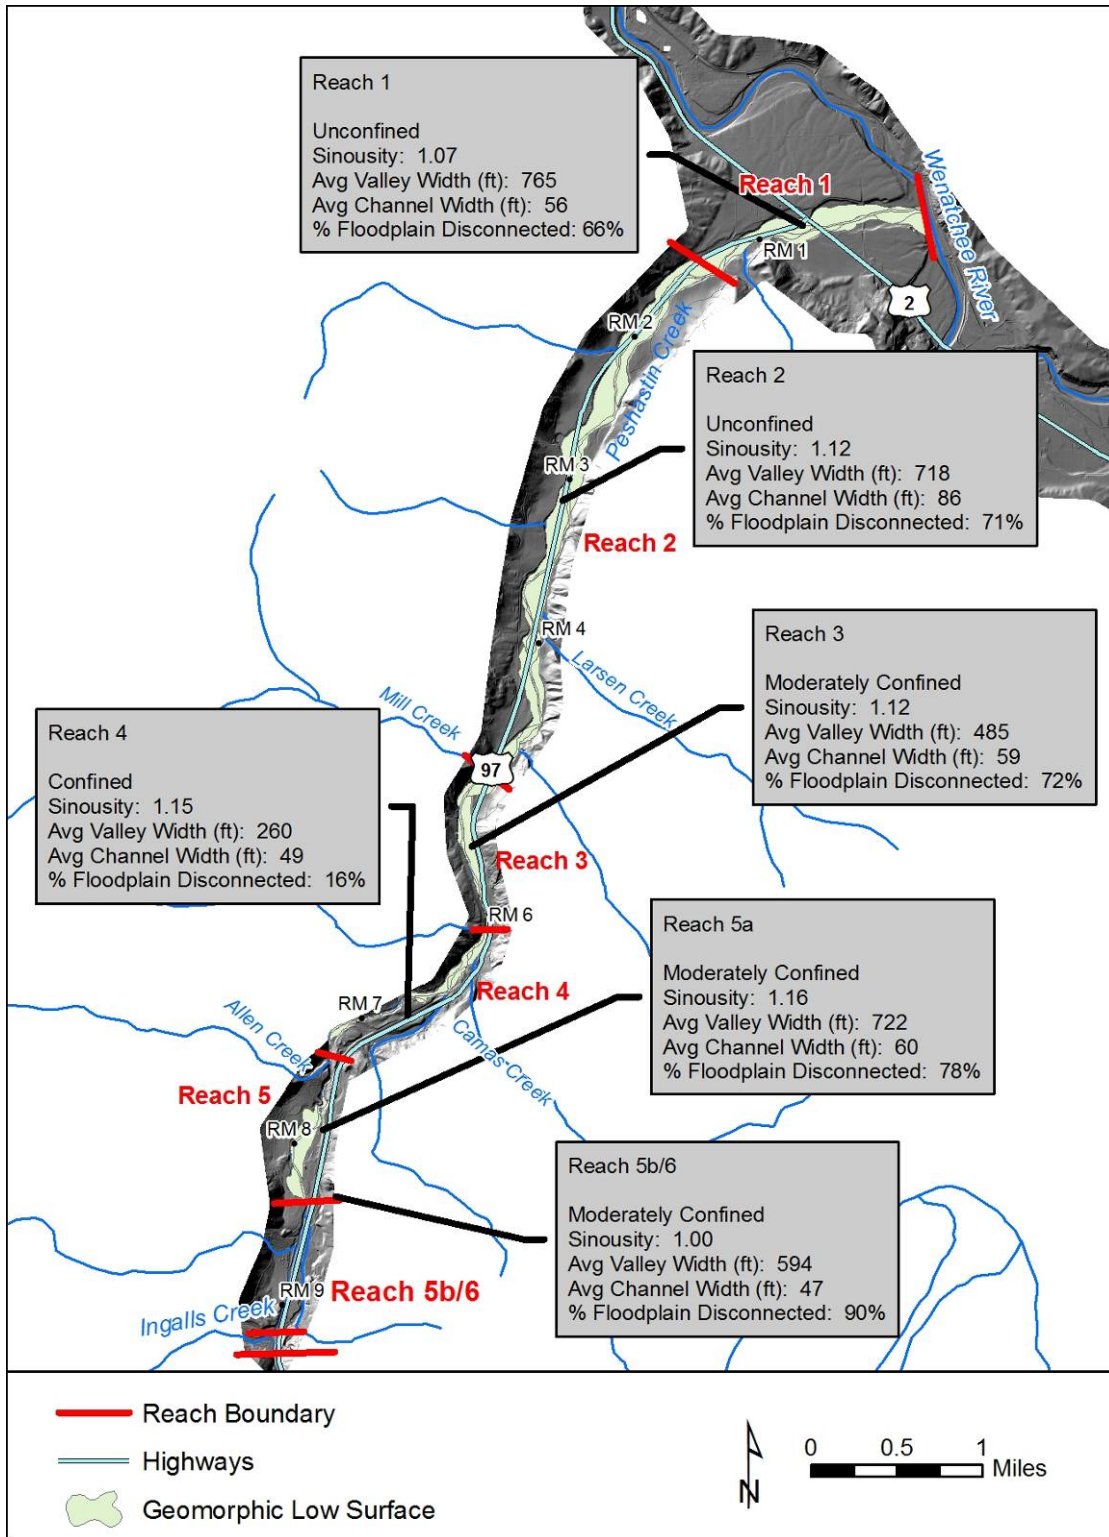 Reach 1
Unconfined
Sinousity: 1.07
Avg Valley Width (ft): 765
Avg Channel Width (ft): 56
% Floodplain Disconnected: 66%
Reach 1
Wenatchee River
RM 1
2
RM 2
Peshastin Creek
Reach 2
Unconfined
Sinousity: 1.12
Avg Valley Width (ft): 718
Avg Channel Width (ft): 86
% Floodplain Disconnected: 71%
RM 3
Reach 2
RM 4
Larsen Creek
Reach 3
Moderately Confined
Sinousity: 1.12
Avg Valley Width (ft): 485
Avg Channel Width (ft): 59
% Floodplain Disconnected: 72%
Mill Creek
97
Reach 4
Confined
Sinousity: 1.15
Avg Valley Width (ft): 260
Avg Channel Width (ft): 49
% Floodplain Disconnected: 16%
Reach 3
RM 6
Reach 4
Reach 5a
Moderately Confined
Sinousity: 1.16
Avg Valley Width (ft): 722
Avg Channel Width (ft): 60
% Floodplain Disconnected: 78%
RM 7
Allen Creek
Camas Creek
Reach 5
RM 8
Reach 5b/6
Moderately Confined
Sinousity: 1.00
Avg Valley Width (ft): 594
Avg Channel Width (ft): 47
% Floodplain Disconnected: 90%
RM 9
Reach 5b/6
Ingalls Creek
Reach Boundary
Highways
Geomorphic Low Surface
N
0 0.5 1
Miles